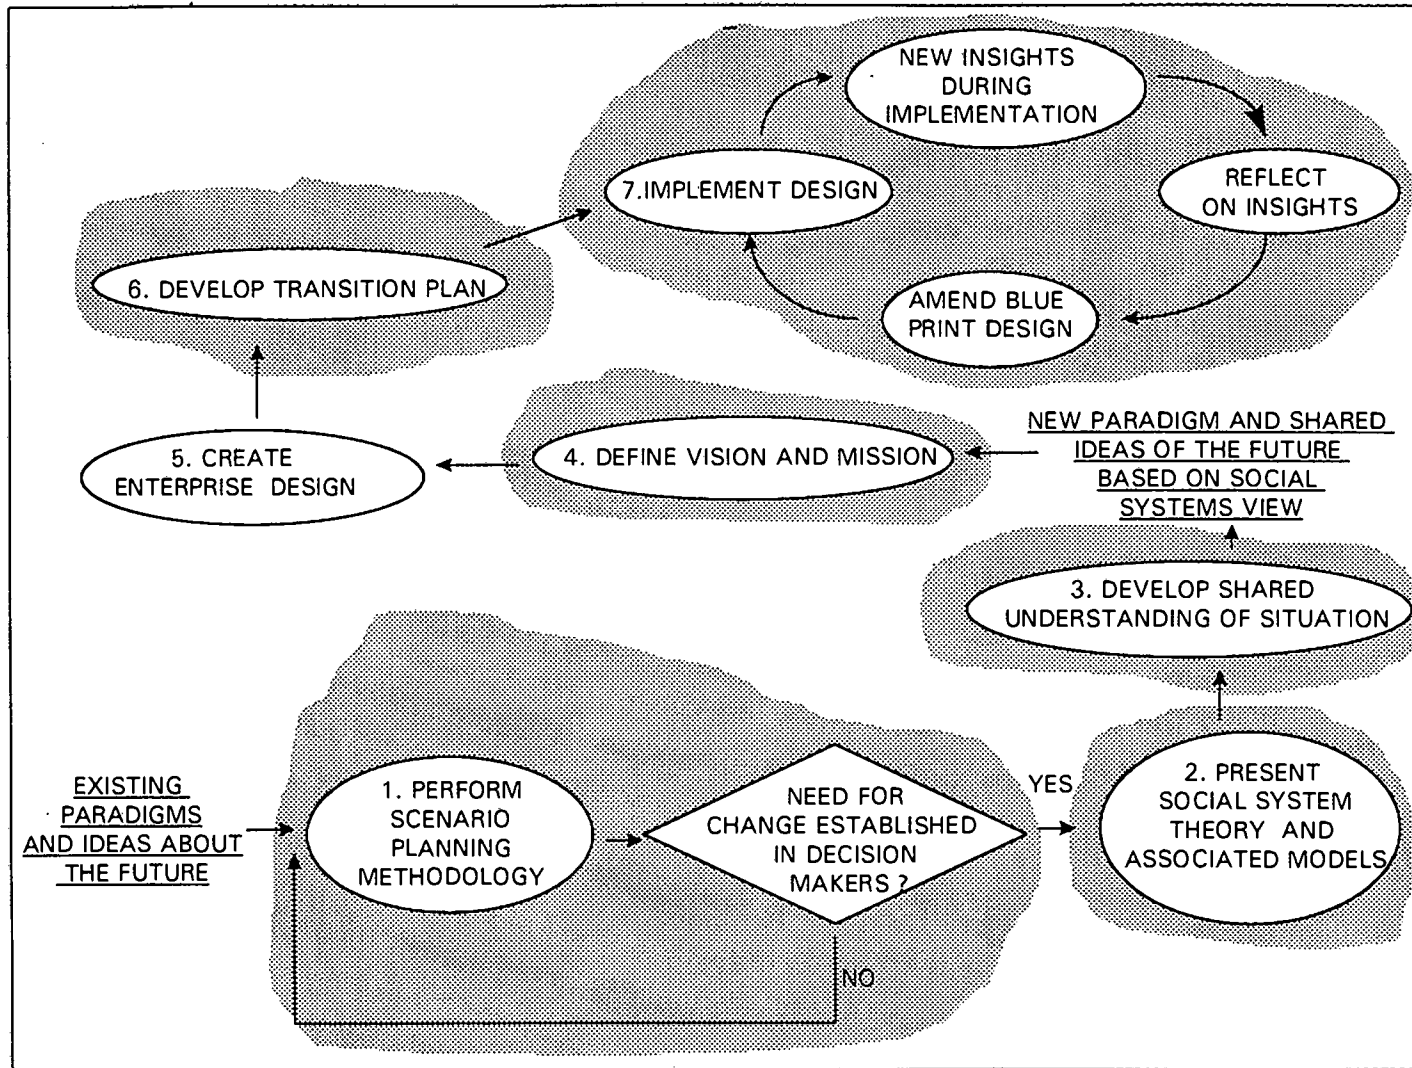 NEW INSIGHTS
DURING
IMPLEMENTATION
7.IMPLEMENT DESIGN
REFLECT
ON INSIGHTS
AMEND BLUE
PRINT DESIGN
6. DEVELOP TRANSITION PLAN
5. CREATE
ENTERPRISE DESIGN
4. DEFINE VISION AND MISSION
NEW PARADIGM AND SHARED
IDEAS OF THE FUTURE
BASED ON SOCIAL
SYSTEMS VIEW
3. DEVELOP SHARED
UNDERSTANDING OF SITUATION
EXISTING
PARADIGMS
AND IDEAS ABOUT
THE FUTURE
1. PERFORM
SCENARIO
PLANNING
METHODOLOGY
NEED FOR
CHANGE ESTABLISHED
IN DECISION
MAKERS ?
YES
NO
2. PRESENT
SOCIAL SYSTEM
THEORY AND
ASSOCIATED MODELS